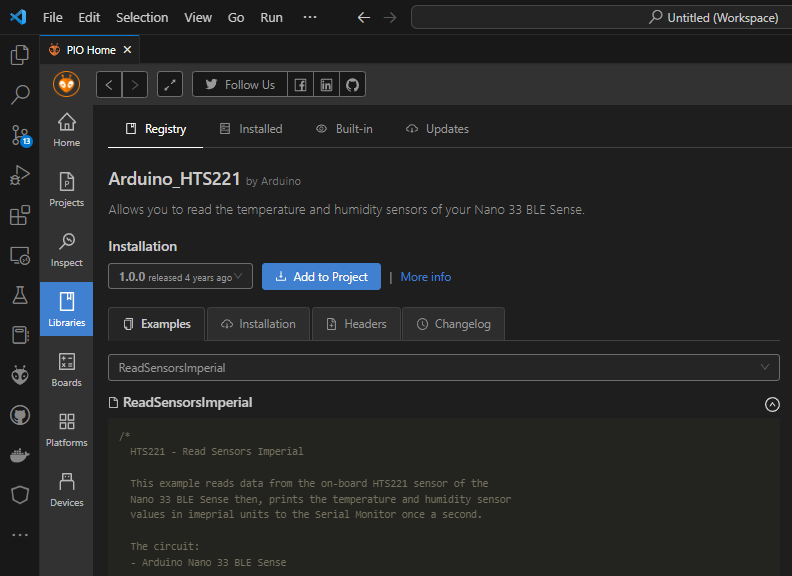 File Edit Selection View Go Run ··· Untitled (Workspace)
PIO Home
Follow Us
13
Home
Projects
Inspect
Libraries
Boards
Platforms
Devices
Registry Installed Built-in Updates
Arduino_HTS221 by Arduino
Allows you to read the temperature and humidity sensors of your Nano 33 BLE Sense.
Installation
1.0.0 released 4 years ago Add to Project | More info
Examples Installation Headers Changelog
ReadSensorsImperial
ReadSensorsImperial
/*
HTS221 - Read Sensors Imperial
This example reads data from the on-board HTS221 sensor of the
Nano 33 BLE Sense then, prints the temperature and humidity sensor
values in imeprial units to the Serial Monitor once a second.
The circuit:
- Arduino Nano 33 BLE Sense